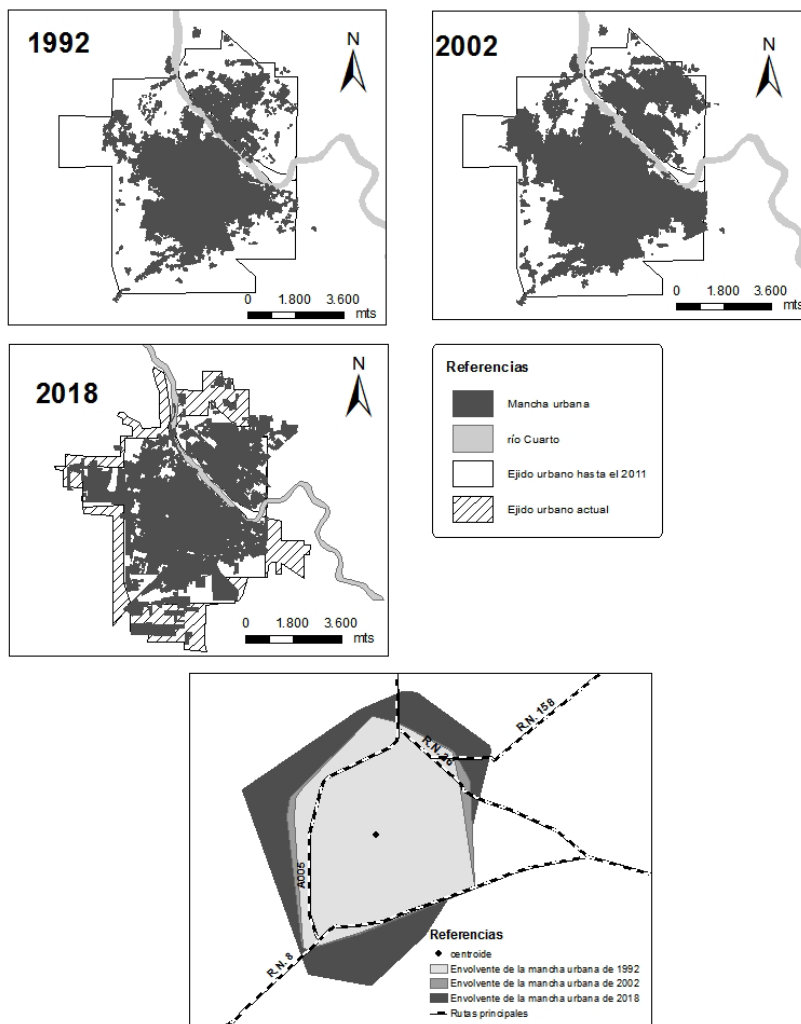 1992
N
0 1.800 3.600
mts
2002
N
0 1.800 3.600
mts
2018
N
0 1.800 3.600
mts
Referencias
Mancha urbana
río Cuarto
Ejido urbano hasta el 2011
Ejido urbano actual
R.N. 158
R.N. 36
A005
R.N. 8
Referencias
centroide
Envolvente de la mancha urbana de 1992
Envolvente de la mancha urbana de 2002
Envolvente de la mancha urbana de 2018
Rutas principales